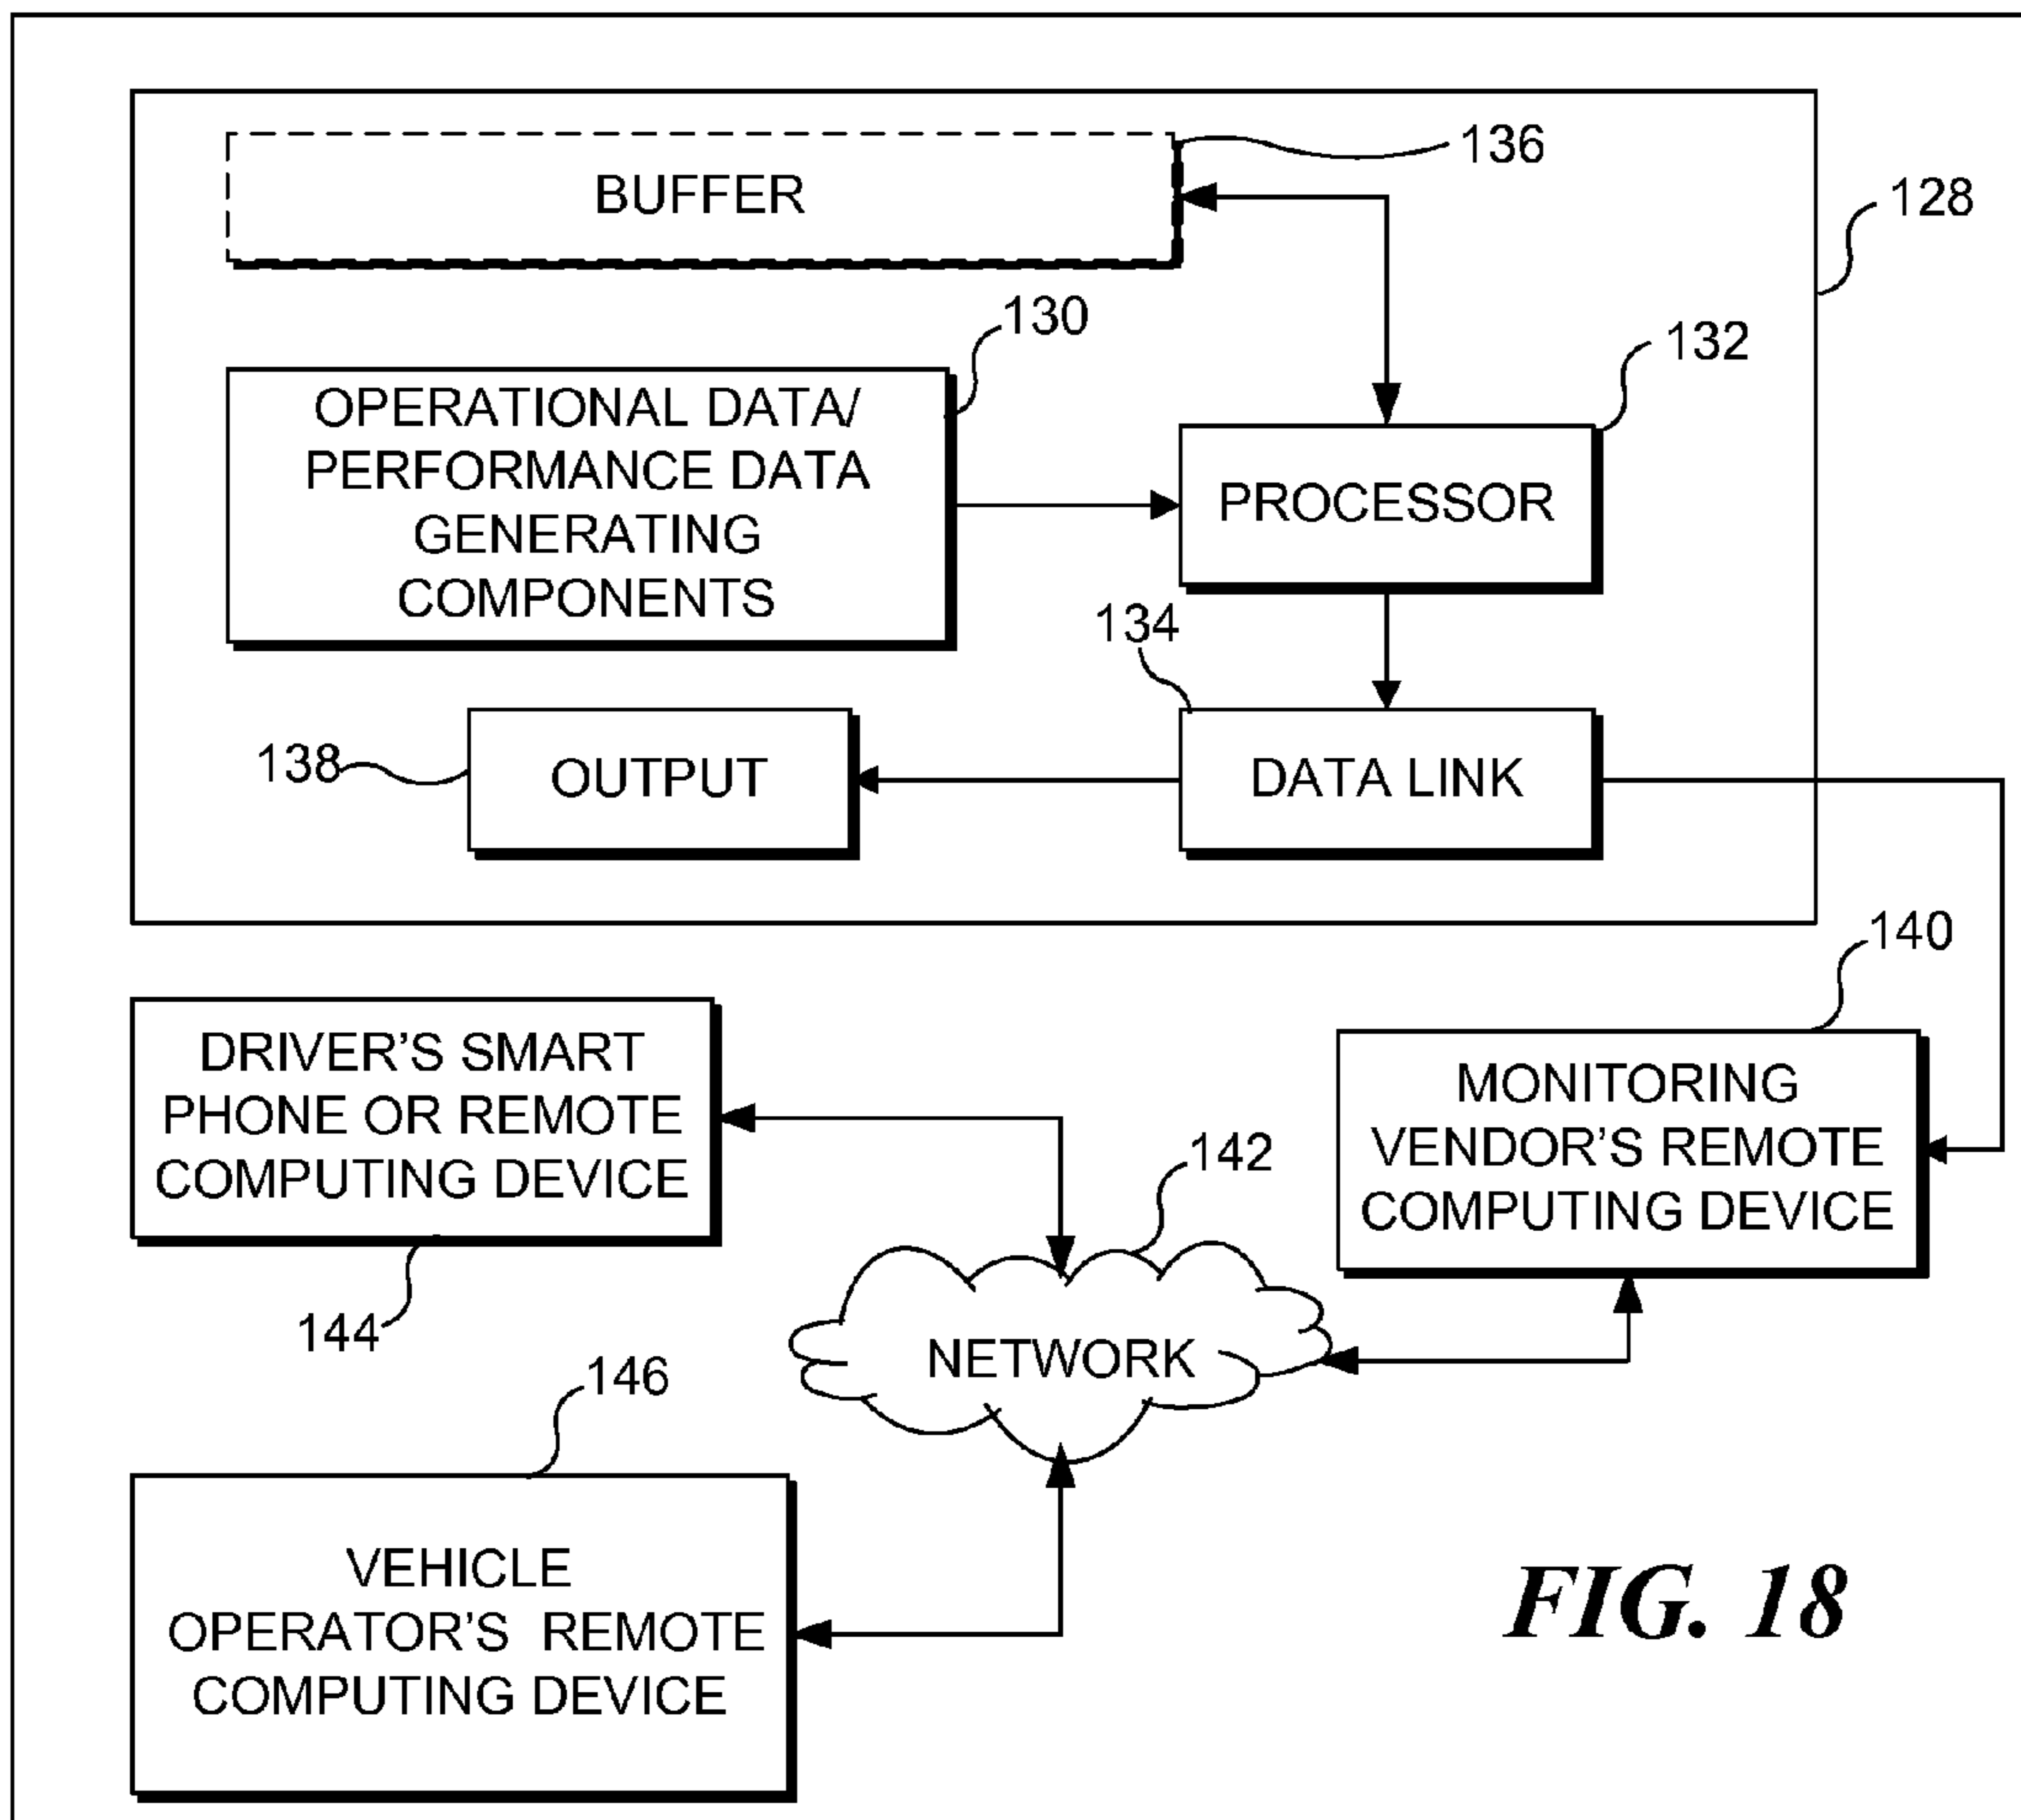 136
BUFFER
128
130
132
OPERATIONAL DATA/
PERFORMANCE DATA
GENERATING
COMPONENTS
PROCESSOR
134
138
OUTPUT
DATA LINK
140
DRIVER'S SMART
PHONE OR REMOTE
COMPUTING DEVICE
MONITORING
VENDOR'S REMOTE
COMPUTING DEVICE
142
144
NETWORK
146
VEHICLE
OPERATOR'S REMOTE
COMPUTING DEVICE
FIG. 18